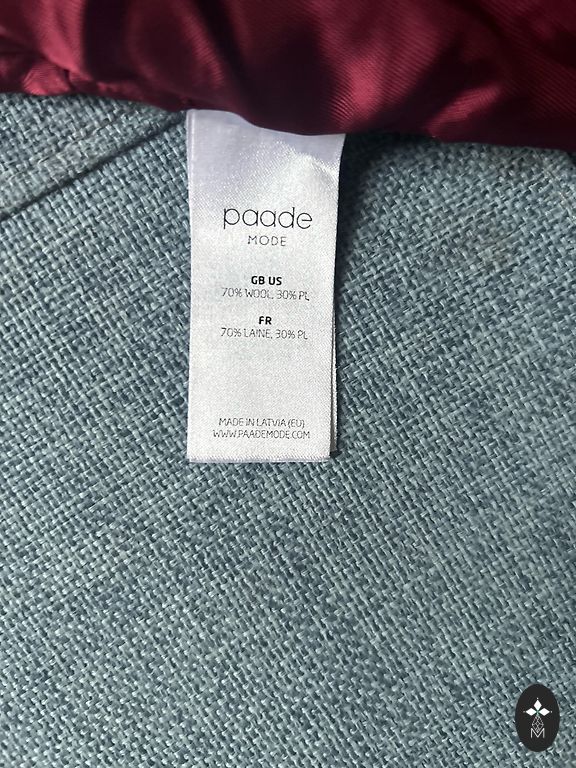 paade
MODE
GB US
70% WOOL, 30% PL
FR
70% LAINE, 30% PL
MADE IN LATVIA (EU)
WWW.PAADEMODE.COM
M